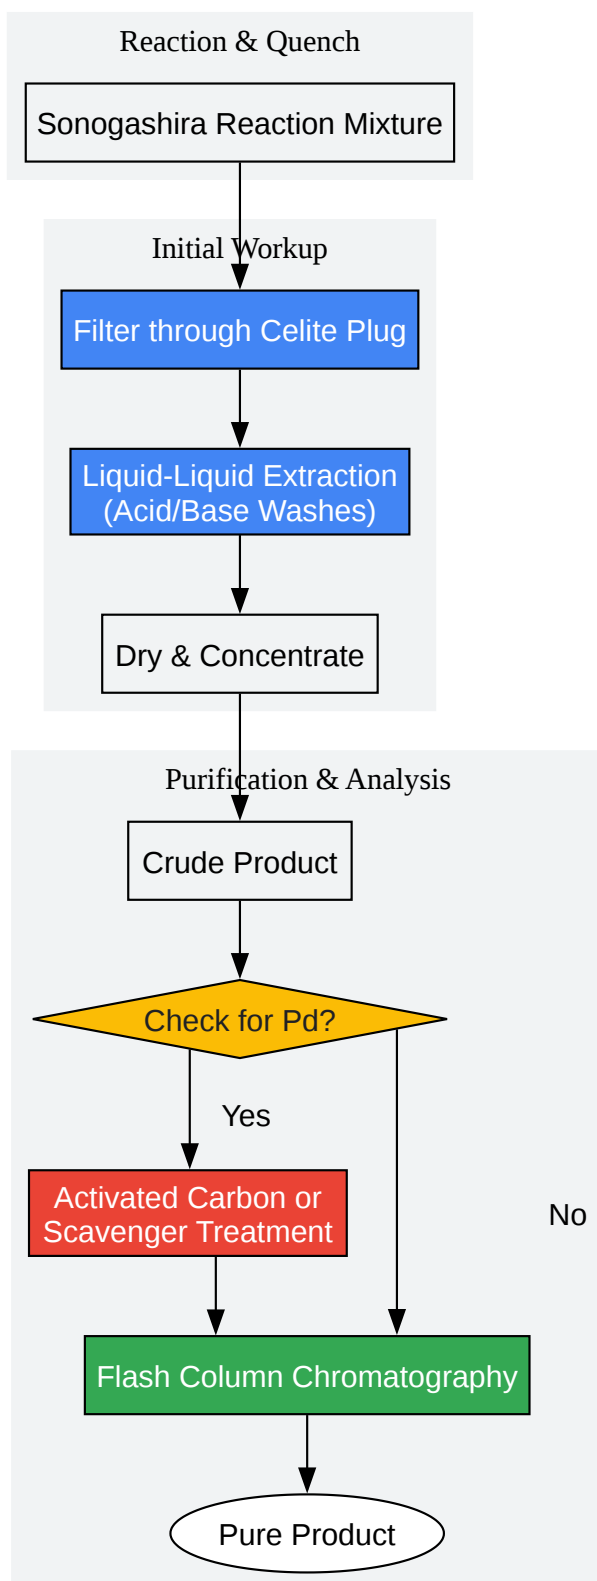 Reaction & Quench
Sonogashira Reaction Mixture
Initial Workup
Filter through Celite Plug
Liquid-Liquid Extraction
(Acid/Base Washes)
Dry & Concentrate
Purification & Analysis
Crude Product
Check for Pd?
Yes
Activated Carbon or
Scavenger Treatment
No
Flash Column Chromatography
Pure Product